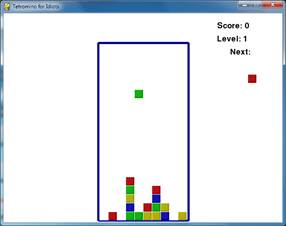 Tetromino for Idiots
Score: 0
Level: 1
Next: